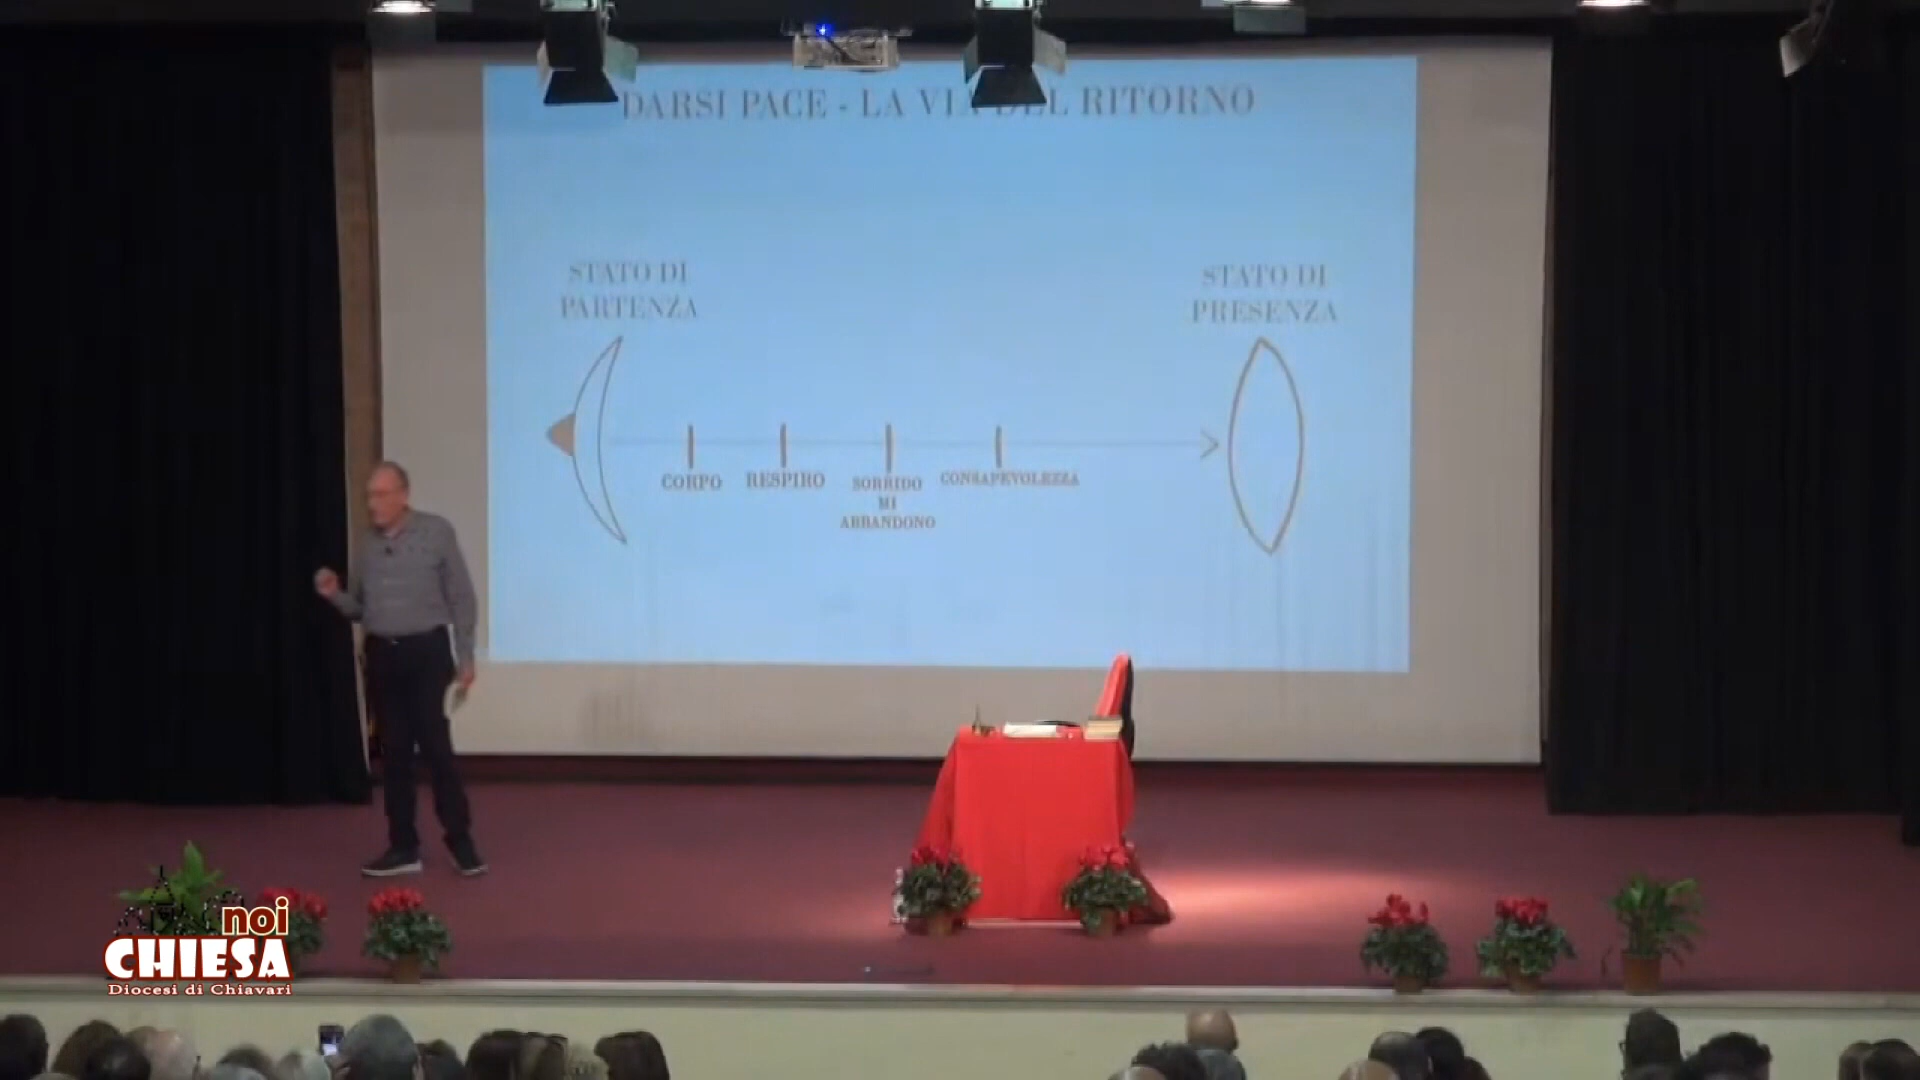 DARSI PACE - LA VIA DEL RITORNO
STATO DI
PARTENZA
STATO DI
PRESENZA
CORPO
RESPIRO
SORRIDO
MI
ABBANDONO
CONSAPEVOLEZZA
noi
CHIESA
Diocesi di Chiavari